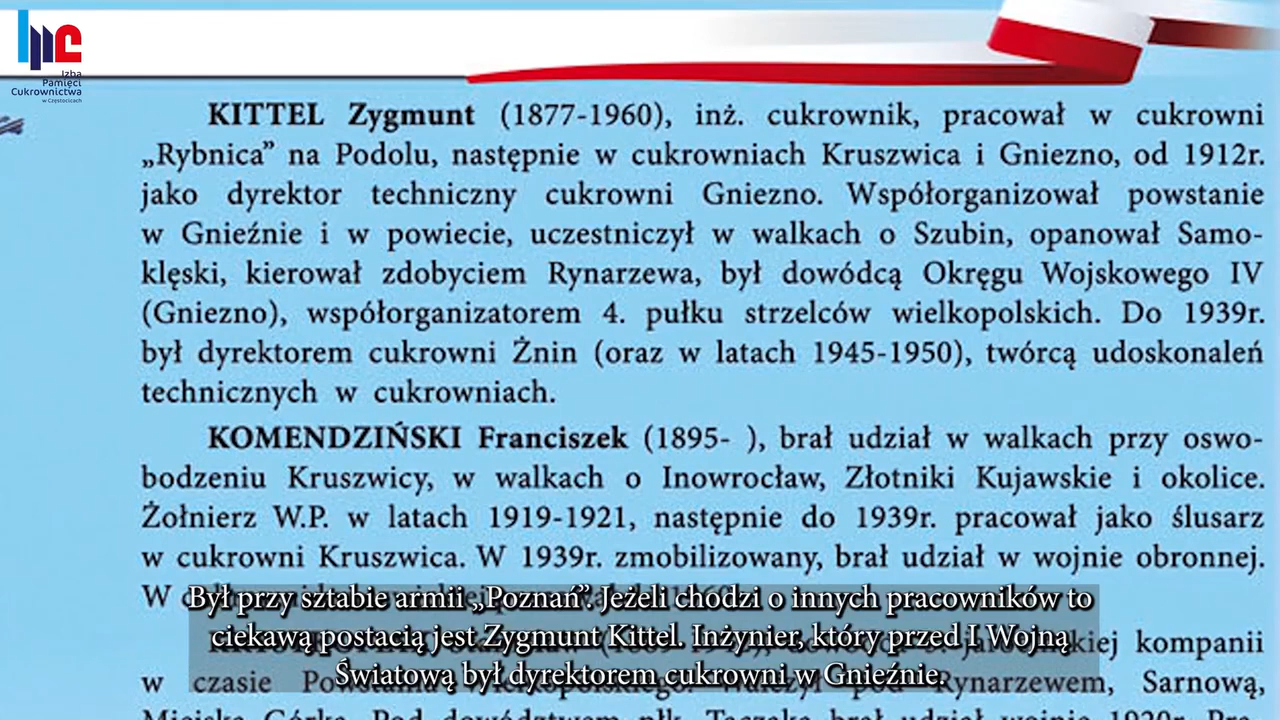 Izba
Pamięci
Cukrownictwa
w Częstocicach
KITTEL Zygmunt (1877-1960), inż. cukrownik, pracował w cukrowni
„Rybnica” na Podolu, następnie w cukrowniach Kruszwica i Gniezno, od 1912r.
jako dyrektor techniczny cukrowni Gniezno. Współorganizował powstanie
w Gnieźnie i w powiecie, uczestniczył w walkach o Szubin, opanował Samo-
klęski, kierował zdobyciem Rynarzewa, był dowódcą Okręgu Wojskowego IV
(Gniezno), współorganizatorem 4. pułku strzelców wielkopolskich. Do 1939r.
był dyrektorem cukrowni Żnin (oraz w latach 1945-1950), twórcą udoskonaleń
technicznych w cukrowniach.
KOMENDZIŃSKI Franciszek (1895- ), brał udział w walkach przy oswo-
bodzeniu Kruszwicy, w walkach o Inowrocław, Złotniki Kujawskie i okolice.
Żołnierz W.P. w latach 1919-1921, następnie do 1939r. pracował jako ślusarz
w cukrowni Kruszwica. W 1939r. zmobilizowany, brał udział w wojnie obronnej.
W
Był przy sztabie armii „Poznań”. Jeżeli chodzi o innych pracowników to
ciekawą postacią jest Zygmunt Kittel. Inżynier, który przed I Wojną
Światową był dyrektorem cukrowni w Gnieźnie.
kompanii
w czasie Rynarzewem, Sarnową,